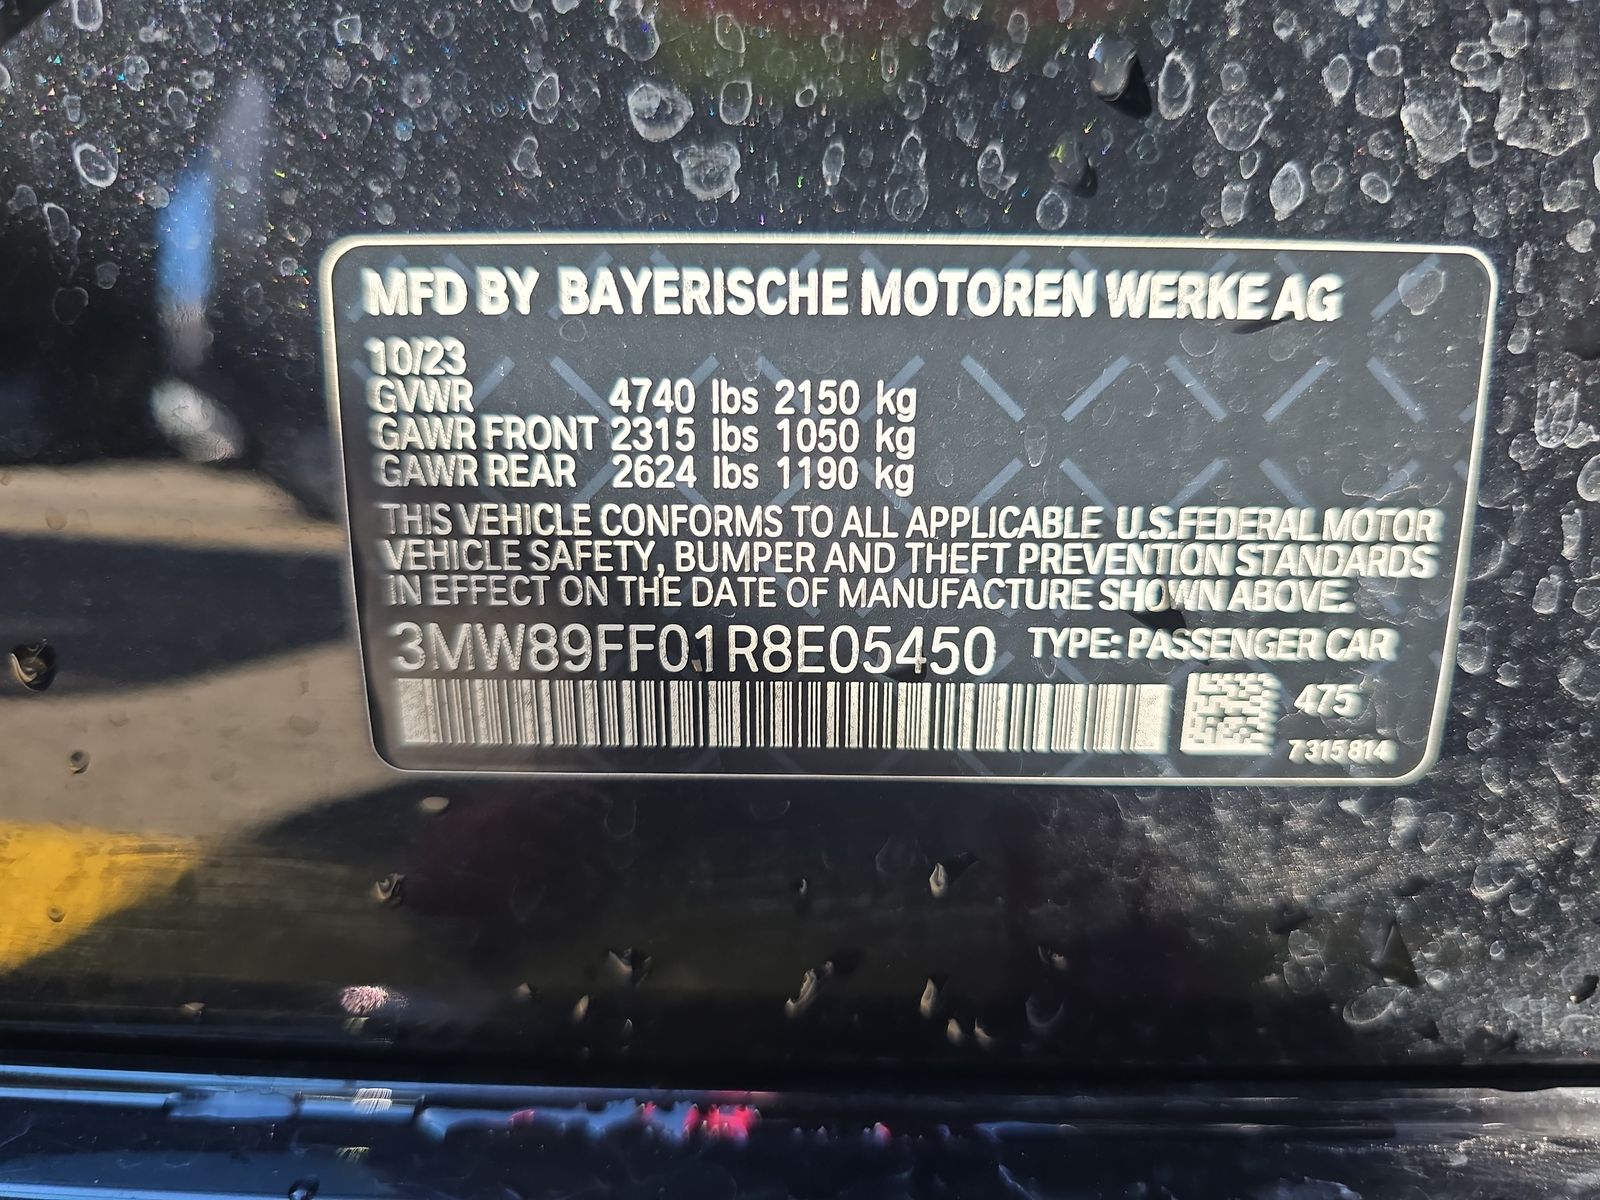 MFD BY BAYERISCHE MOTOREN WERKE AG
10/23
GVWR 4740 lbs 2150 kg
GAWR FRONT 2315 lbs 1050 kg
GAWR REAR 2624 lbs 1190 kg
THIS VEHICLE CONFORMS TO ALL APPLICABLE U.S.FEDERAL MOTOR
VEHICLE SAFETY, BUMPER AND THEFT PREVENTION STANDARDS
IN EFFECT ON THE DATE OF MANUFACTURE SHOWN ABOVE.
3MW89FF01R8E05450 TYPE: PASSENGER CAR
475
7 315 814